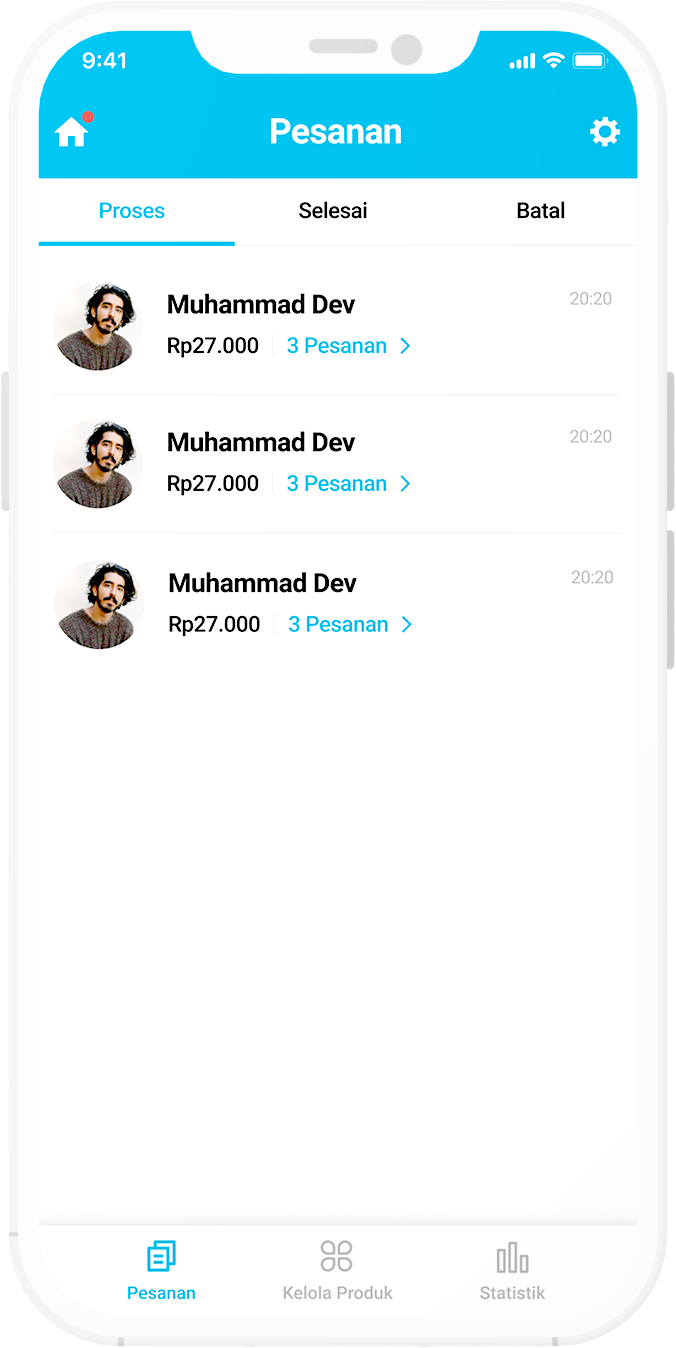 9:41
Pesanan
Proses Selesai Batal
Muhammad Dev 20:20
Rp27.000 3 Pesanan
Muhammad Dev 20:20
Rp27.000 3 Pesanan
Muhammad Dev 20:20
Rp27.000 3 Pesanan
Pesanan Kelola Produk Statistik